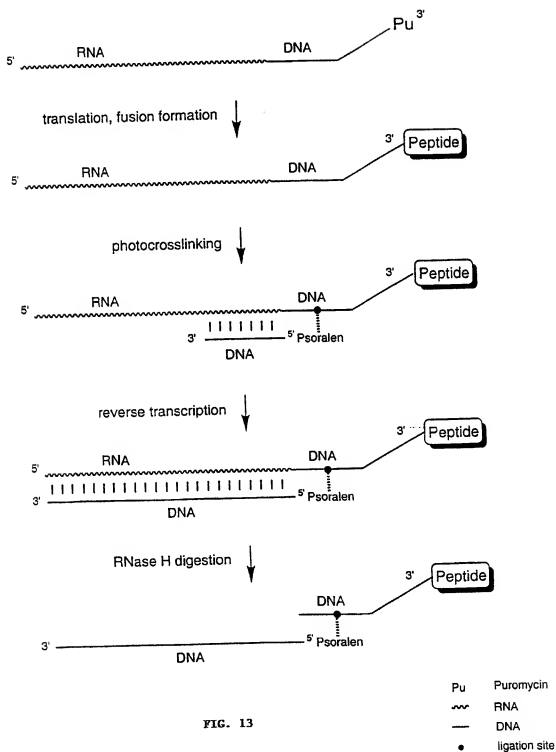 Pu 3'
RNA DNA
5'
translation, fusion formation
3' Peptide
RNA DNA
5'
photocrosslinking
3' Peptide
RNA DNA
5'
3' 5' Psoralen
DNA
reverse transcription
3' Peptide
RNA DNA
5'
3' 5' Psoralen
DNA
RNase H digestion
3' Peptide
DNA
3' 5' Psoralen
DNA
Pu Puromycin
RNA
DNA
ligation site
FIG. 13